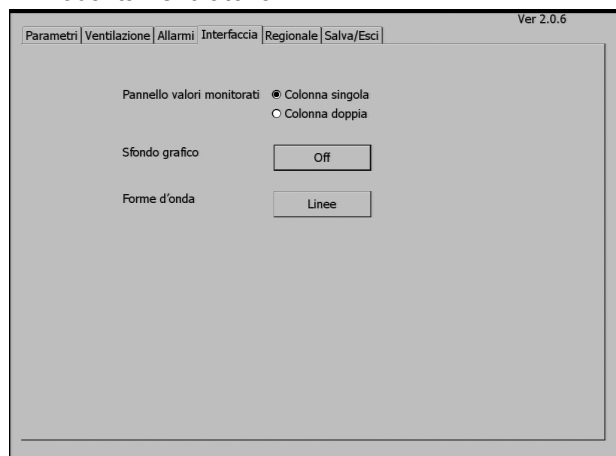 Ver 2.0.6
Parametri Ventilazione Allarmi Interfaccia Regionale Salva/Esci
Pannello valori monitorati Colonna singola
Colonna doppia
Sfondo grafico Off
Forme d'onda Linee